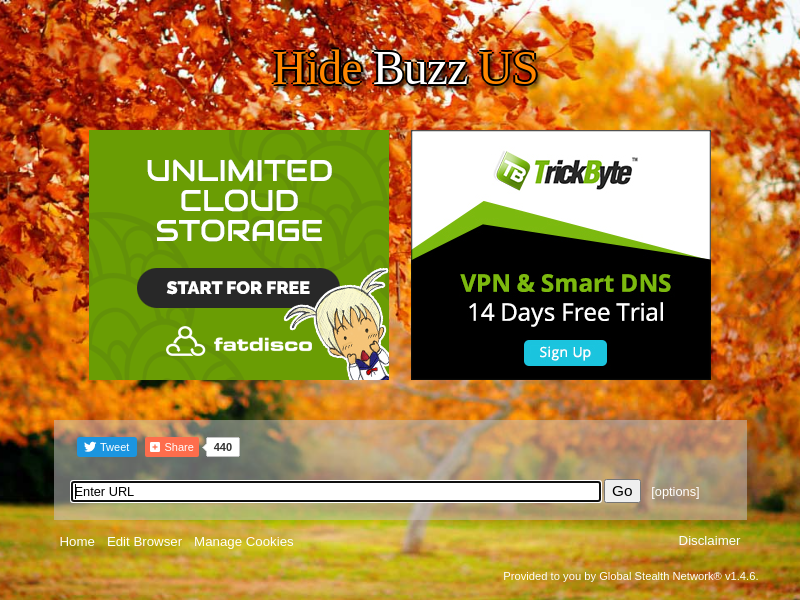 Hide Buzz US
UNLIMITED
CLOUD
STORAGE
START FOR FREE
fatdisco
TB TrickByte™
VPN & Smart DNS
14 Days Free Trial
Sign Up
Tweet Share 440
Enter URL Go [options]
Home Edit Browser Manage Cookies Disclaimer
Provided to you by Global Stealth Network® v1.4.6.